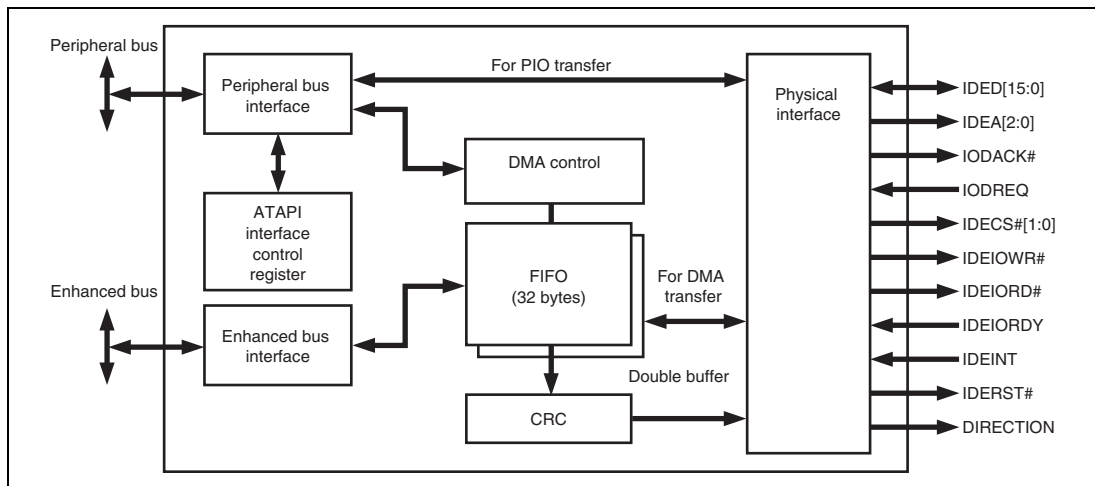 Peripheral bus
Peripheral bus
interface
For PIO transfer
Physical
interface
DMA control
ATAPI
interface
control
register
FIFO
(32 bytes)
For DMA
transfer
Enhanced bus
Enhanced bus
interface
Double buffer
CRC
IDED[15:0]
IDEA[2:0]
IODACK#
IODREQ
IDECS#[1:0]
IDEIOWR#
IDEIORD#
IDEIORDY
IDEINT
IDERST#
DIRECTION